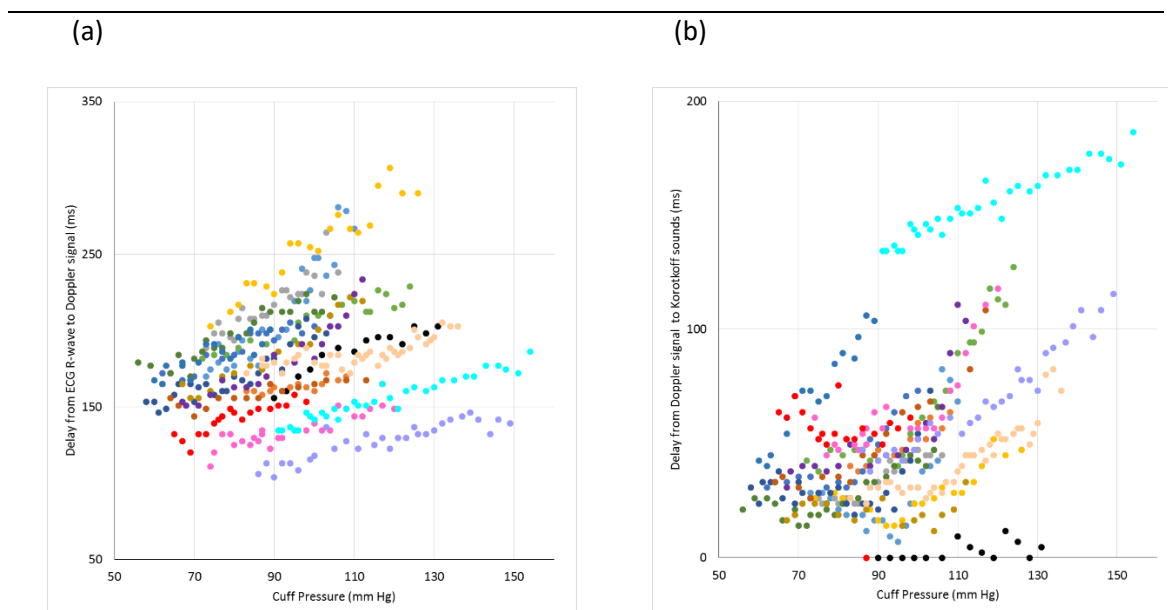 (a)
(b)
350
250
150
50
Delay from ECG R-wave to Doppler signal (ms)
50 70 90 110 130 150
Cuff Pressure (mm Hg)
200
100
0
Delay from Doppler signal to Korotkoff sounds (ms)
50 70 90 110 130 150
Cuff Pressure (mm Hg)